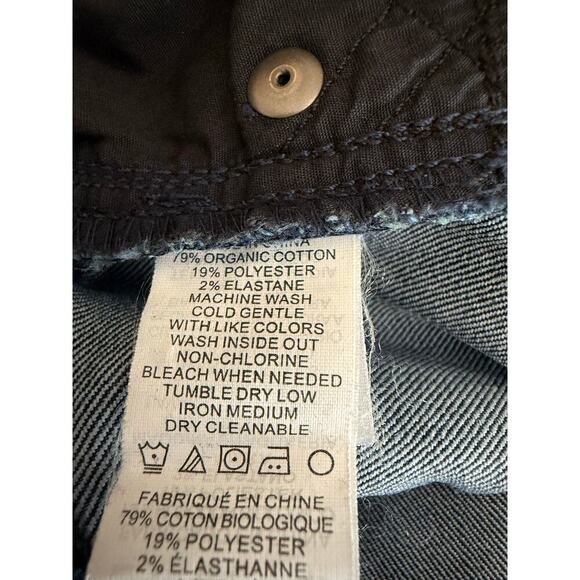 IN CHINA
79% ORGANIC COTTON
19% POLYESTER
2% ELASTANE
MACHINE WASH
COLD GENTLE
WITH LIKE COLORS
WASH INSIDE OUT
NON-CHLORINE
BLEACH WHEN NEEDED
TUMBLE DRY LOW
IRON MEDIUM
DRY CLEANABLE
FABRIQUÉ EN CHINE
79% COTON BIOLOGIQUE
19% POLYESTER
2% ÉLASTHANNE